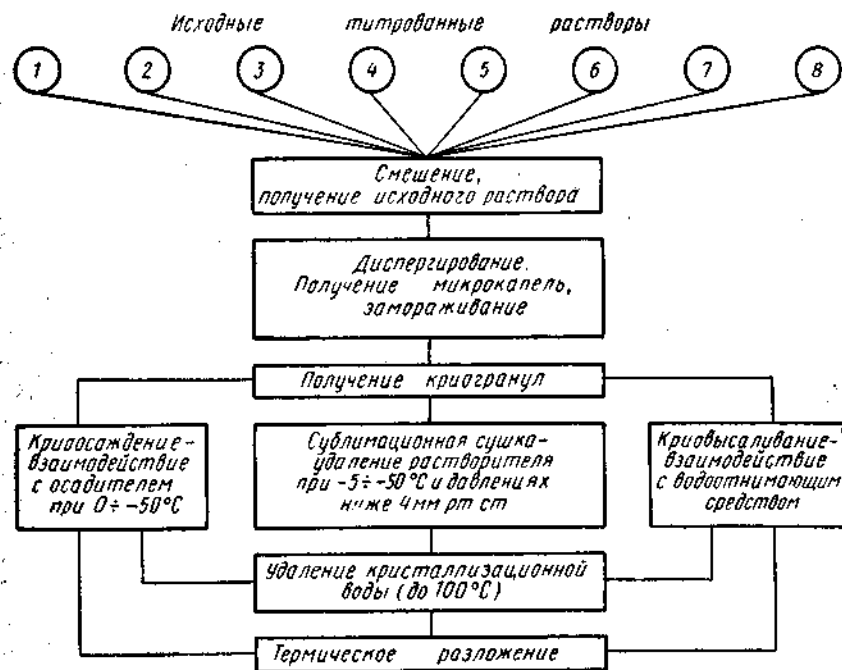 Исходные титрованные растворы
1 2 3 4 5 6 7 8
Смешение,
получение исходного раствора
Диспергирование.
Получение микрокапель,
замораживание
Получение криогранул
Криоосаждение-
взаимодействие
с осадителем
при 0÷-50°С
Сублимационная сушка-
удаление растворителя
при -5÷-50°С и давлениях
ниже 4мм рт ст
Криовысаливание-
взаимодействие
с водоотнимающим
средством
Удаление кристаллизационной
воды (до 100°С)
Термическое разложение